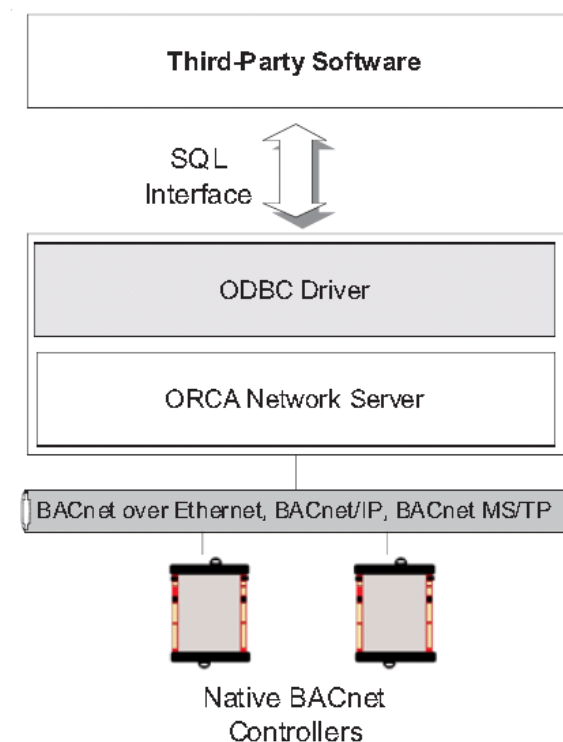 Third-Party Software
SQL
Interface
ODBC Driver
ORCA Network Server
BACnet over Ethernet, BACnet/IP, BACnet MS/TP
Native BACnet
Controllers